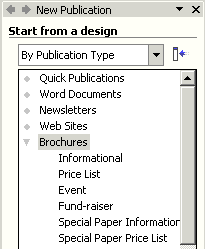 New Publication
Start from a design
By Publication Type
Quick Publications
Word Documents
Newsletters
Web Sites
Brochures
Informational
Price List
Event
Fund-raiser
Special Paper Information
Special Paper Price List